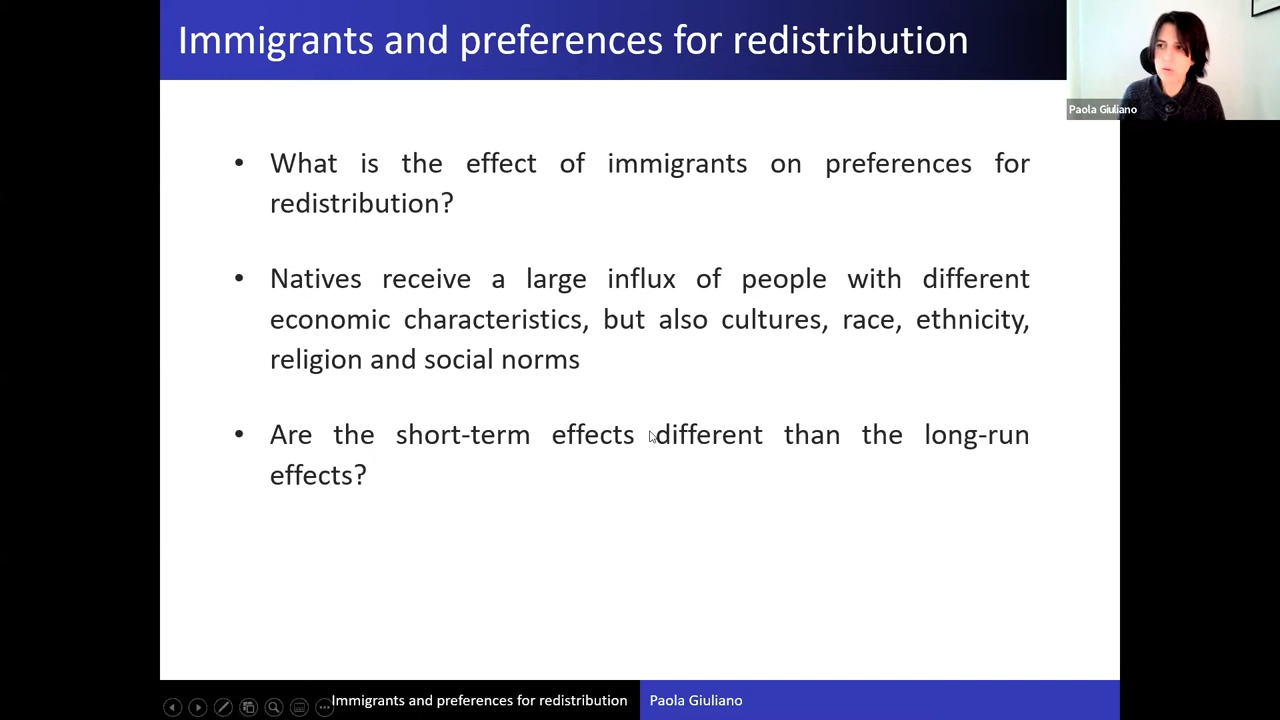 Immigrants and preferences for redistribution
Paola Giuliano
• What is the effect of immigrants on preferences for
redistribution?
• Natives receive a large influx of people with different
economic characteristics, but also cultures, race, ethnicity,
religion and social norms
• Are the short-term effects different than the long-run
effects?
Immigrants and preferences for redistribution
Paola Giuliano